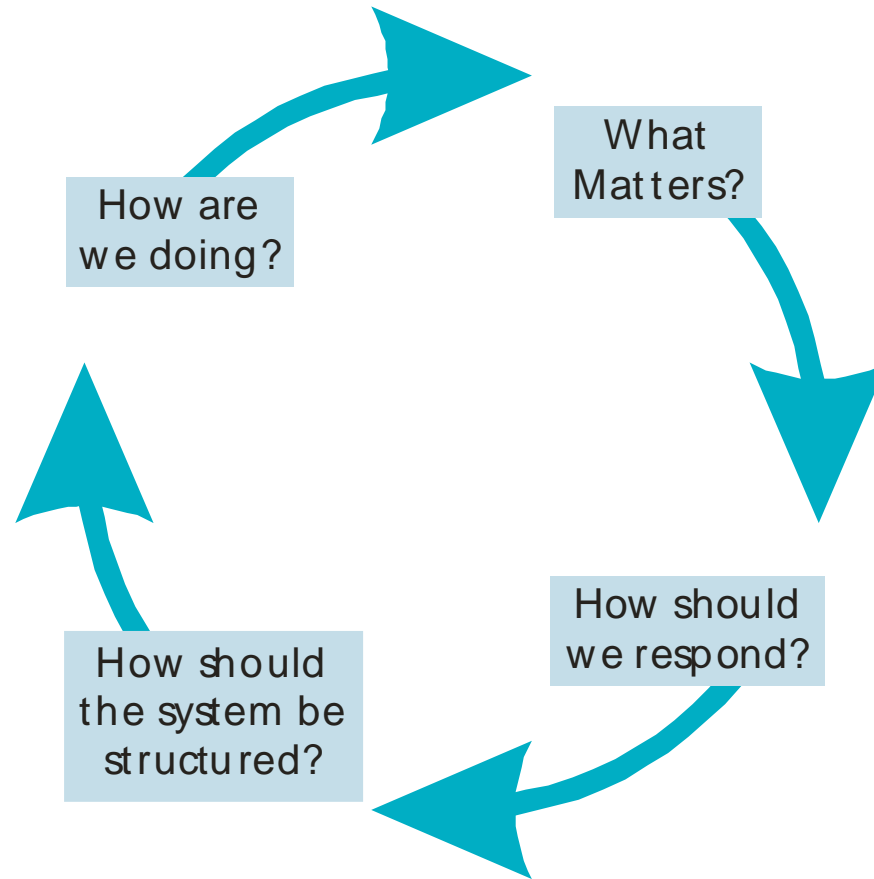 What
Matters?
How are
we doing?
How should
we respond?
How should
the system be
structured?